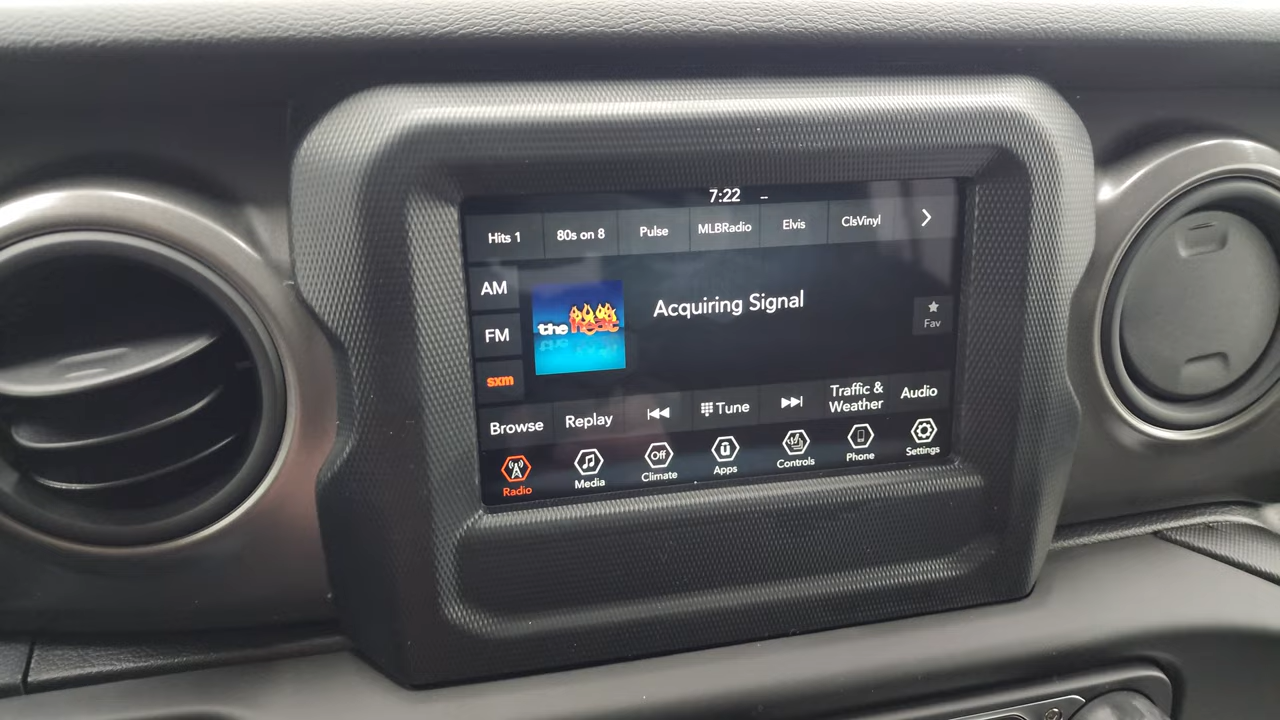 7:22 --
Hits 1 80s on 8 Pulse MLBRadio Elvis ClsVinyl
AM
FM
sxm
the heat
Acquiring Signal
Fav
Browse Replay Tune Traffic & Weather Audio
Radio Media Off Climate Apps Controls Phone Settings